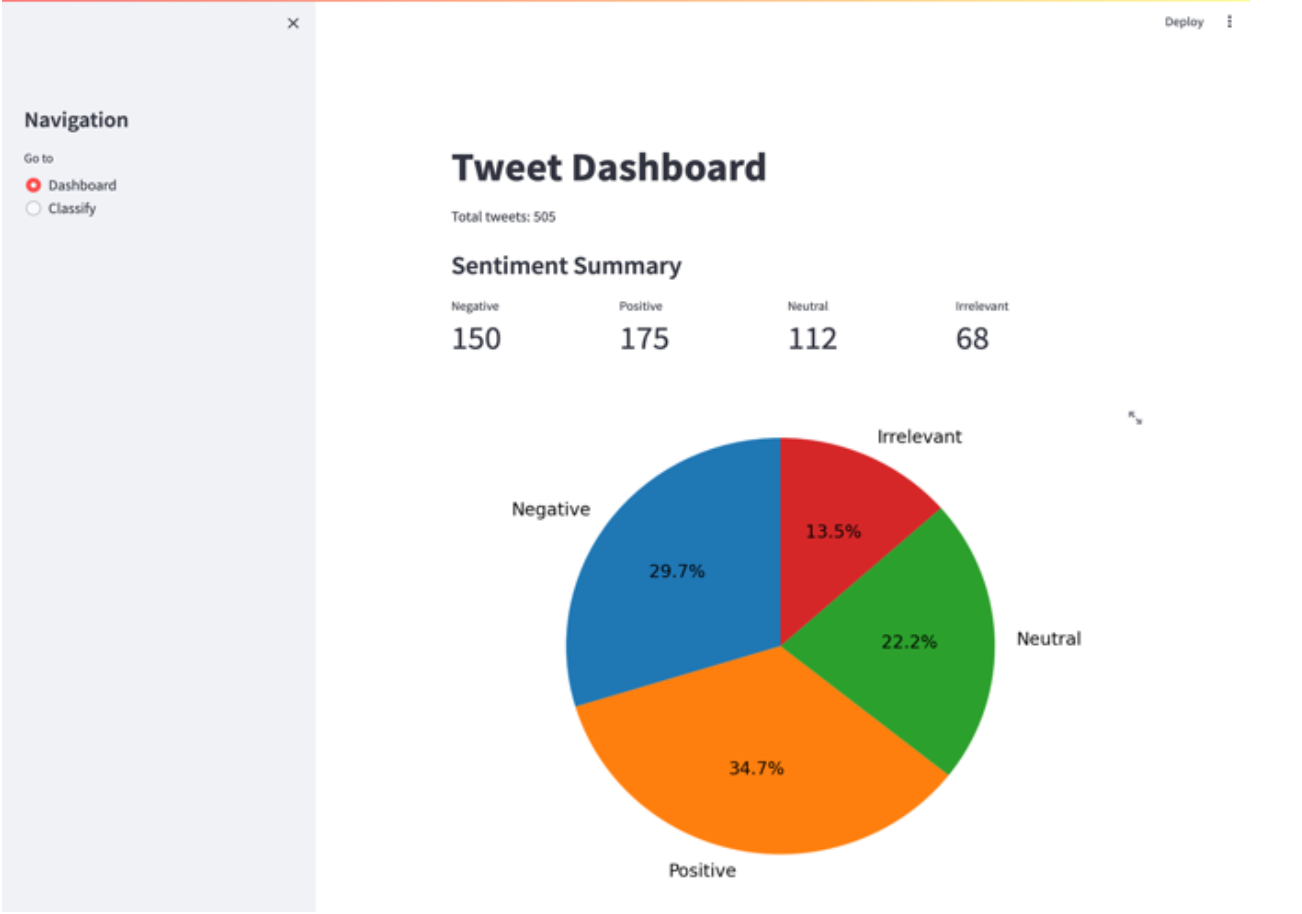 Deploy
Navigation
Go to
Dashboard
Classify
Tweet Dashboard
Total tweets: 505
Sentiment Summary
Negative Positive Neutral Irrelevant
150 175 112 68
Irrelevant
Negative
13.5%
29.7%
Neutral
22.2%
34.7%
Positive